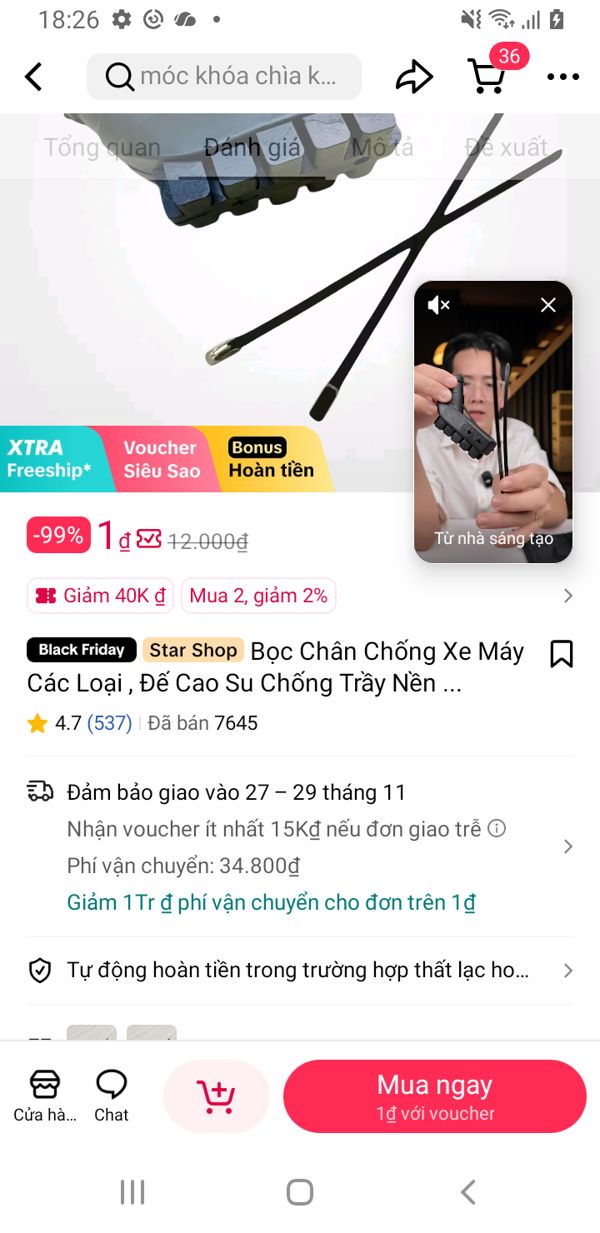 18:26
36
móc khóa chìa k...
Tổng quan Đánh giá Mô tả Đề xuất
Từ nhà sáng tạo
XTRA Freeship*
Voucher Siêu Sao
Bonus Hoàn tiền
-99% 1₫ 12.000₫
Giảm 40K ₫ Mua 2, giảm 2%
Black Friday Star Shop Bọc Chân Chống Xe Máy
Các Loại , Đế Cao Su Chống Trầy Nền ...
4.7 (537) Đã bán 7645
Đảm bảo giao vào 27 – 29 tháng 11
Nhận voucher ít nhất 15K₫ nếu đơn giao trễ
Phí vận chuyển: 34.800₫
Giảm 1Tr ₫ phí vận chuyển cho đơn trên 1₫
Tự động hoàn tiền trong trường hợp thất lạc ho...
Cửa hà... Chat
Mua ngay
1₫ với voucher